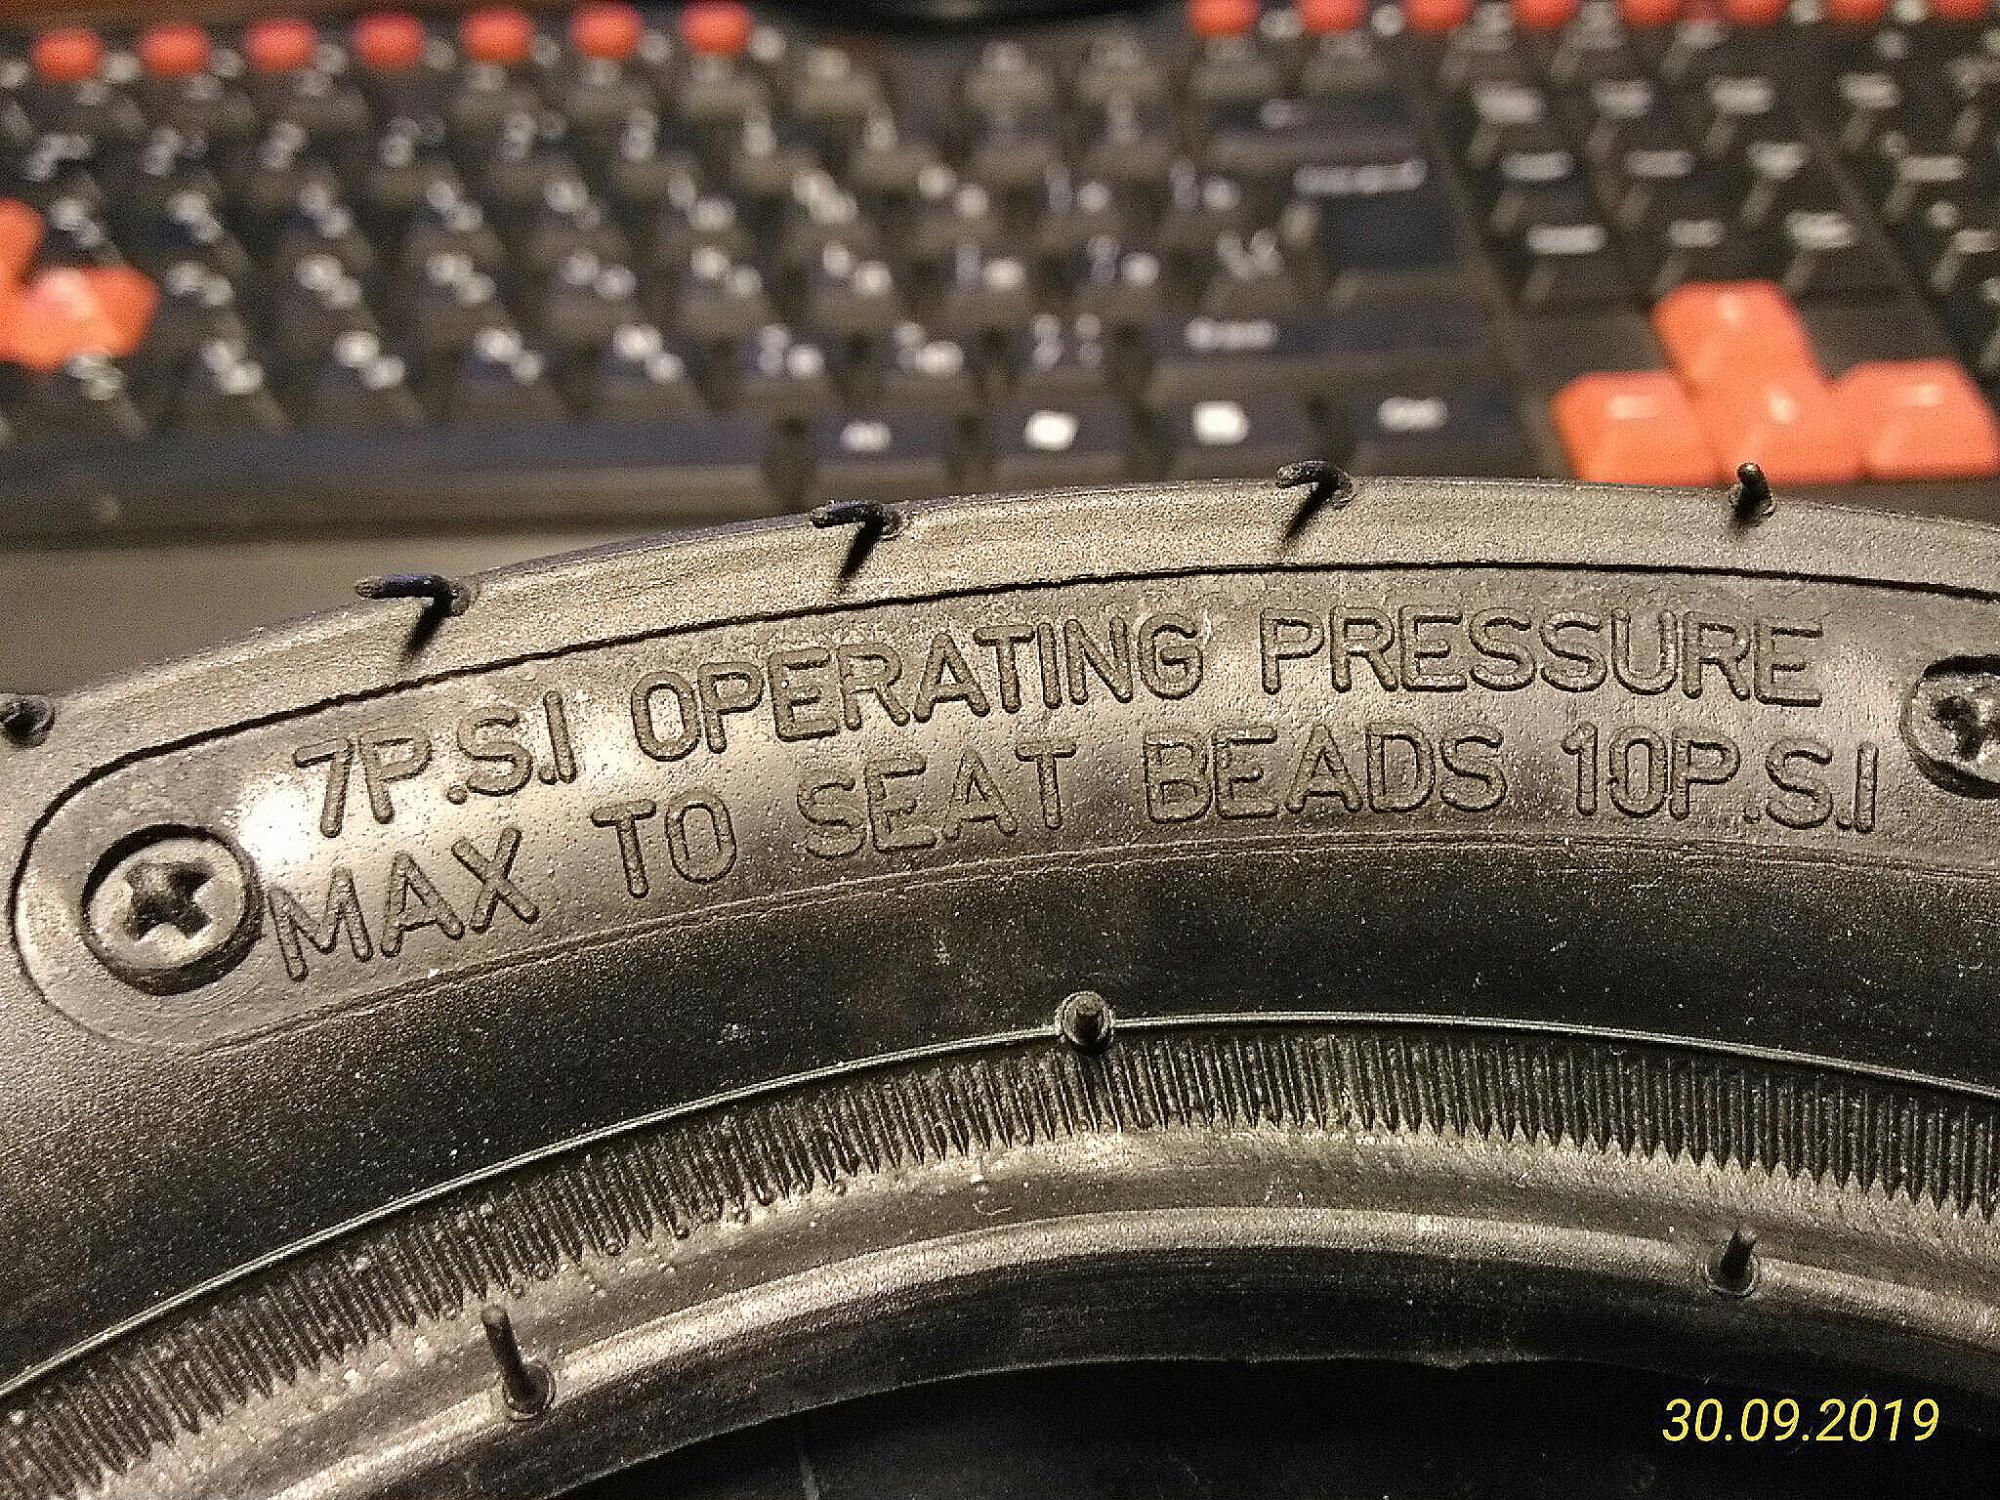 7P.S.I OPERATING PRESSURE
MAX TO SEAT BEADS 10P.S.I
30.09.2019